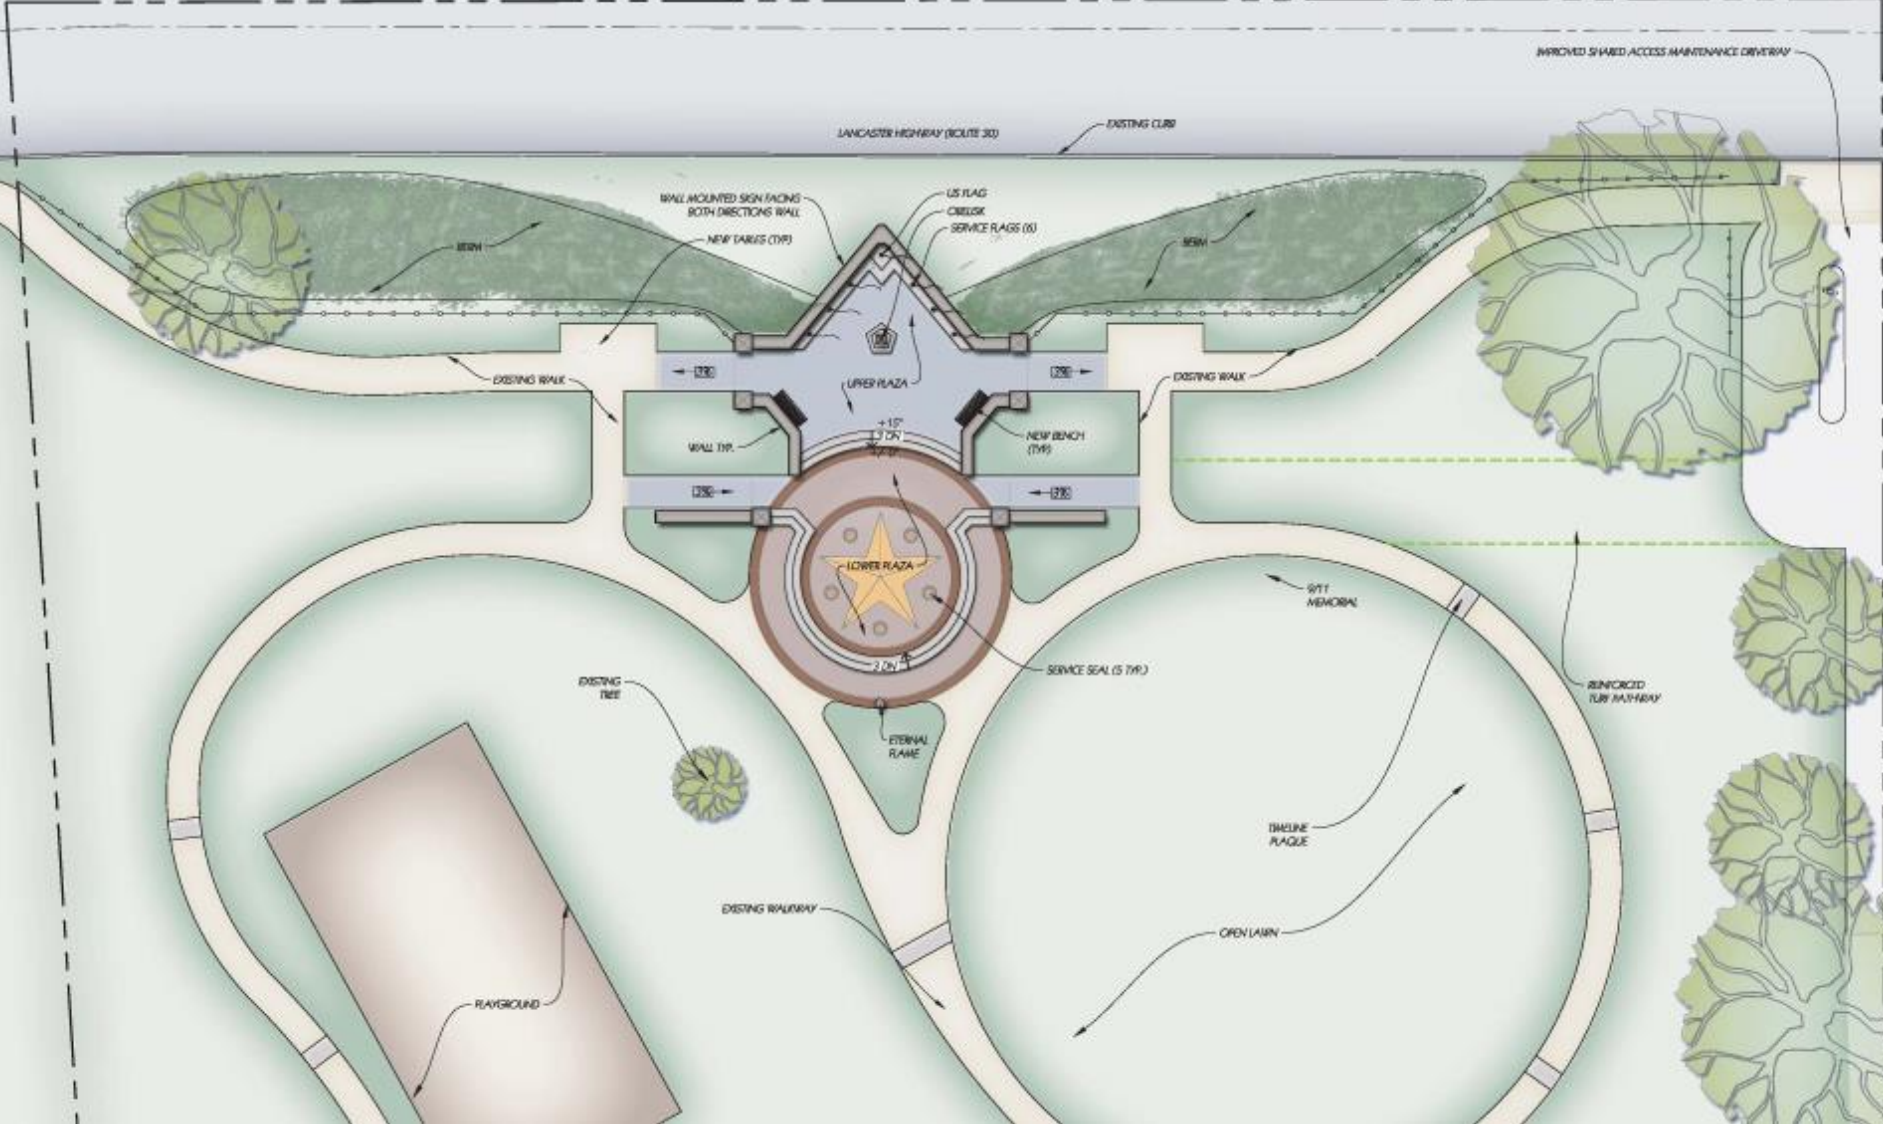 IMPROVED SHARED ACCESS MAINTENANCE DRIVEWAY
EXISTING CURB
LANCASTER HIGHWAY (ROUTE 30)
WALL MOUNTED SIGN FACING
BOTH DIRECTIONS WALL
US FLAG
OBELISK
SERVICE FLAGS (6)
NEW TABLES (TYP)
BERM
BERM
EXISTING WALK
UPPER PLAZA
EXISTING WALK
WALL TYP.
NEW BENCH
(TYP)
LOWER PLAZA
9/11
MEMORIAL
2 DN
SERVICE SEAL (5 TYP.)
EXISTING
TREE
REINFORCED
TURF PATHWAY
ETERNAL
FLAME
TIMELINE
PLAQUE
EXISTING WALKWAY
OPEN LAWN
PLAYGROUND